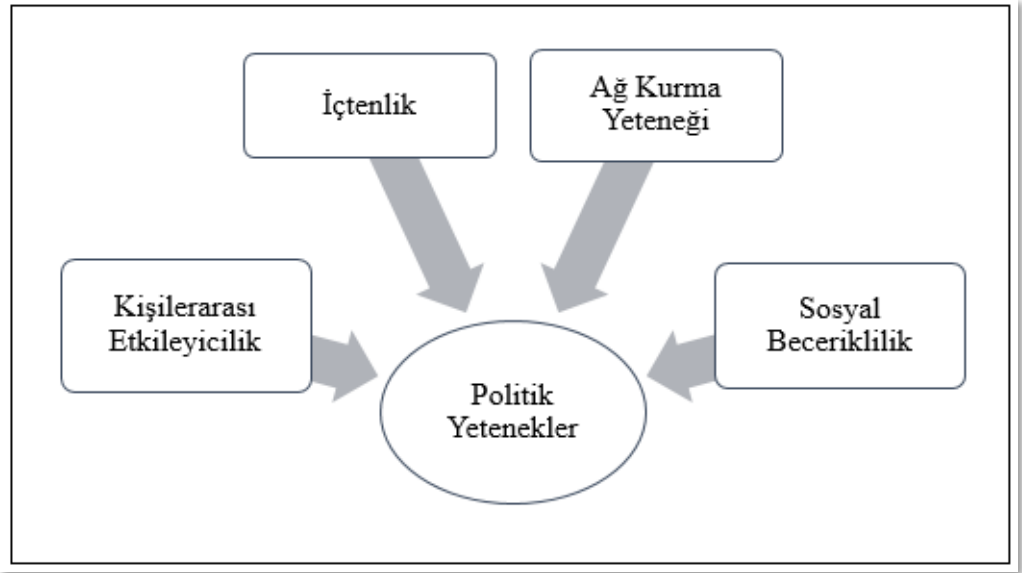 İçtenlik
Ağ Kurma
Yeteneği
Kişilerarası
Etkileyicilik
Sosyal
Beceriklilik
Politik
Yetenekler